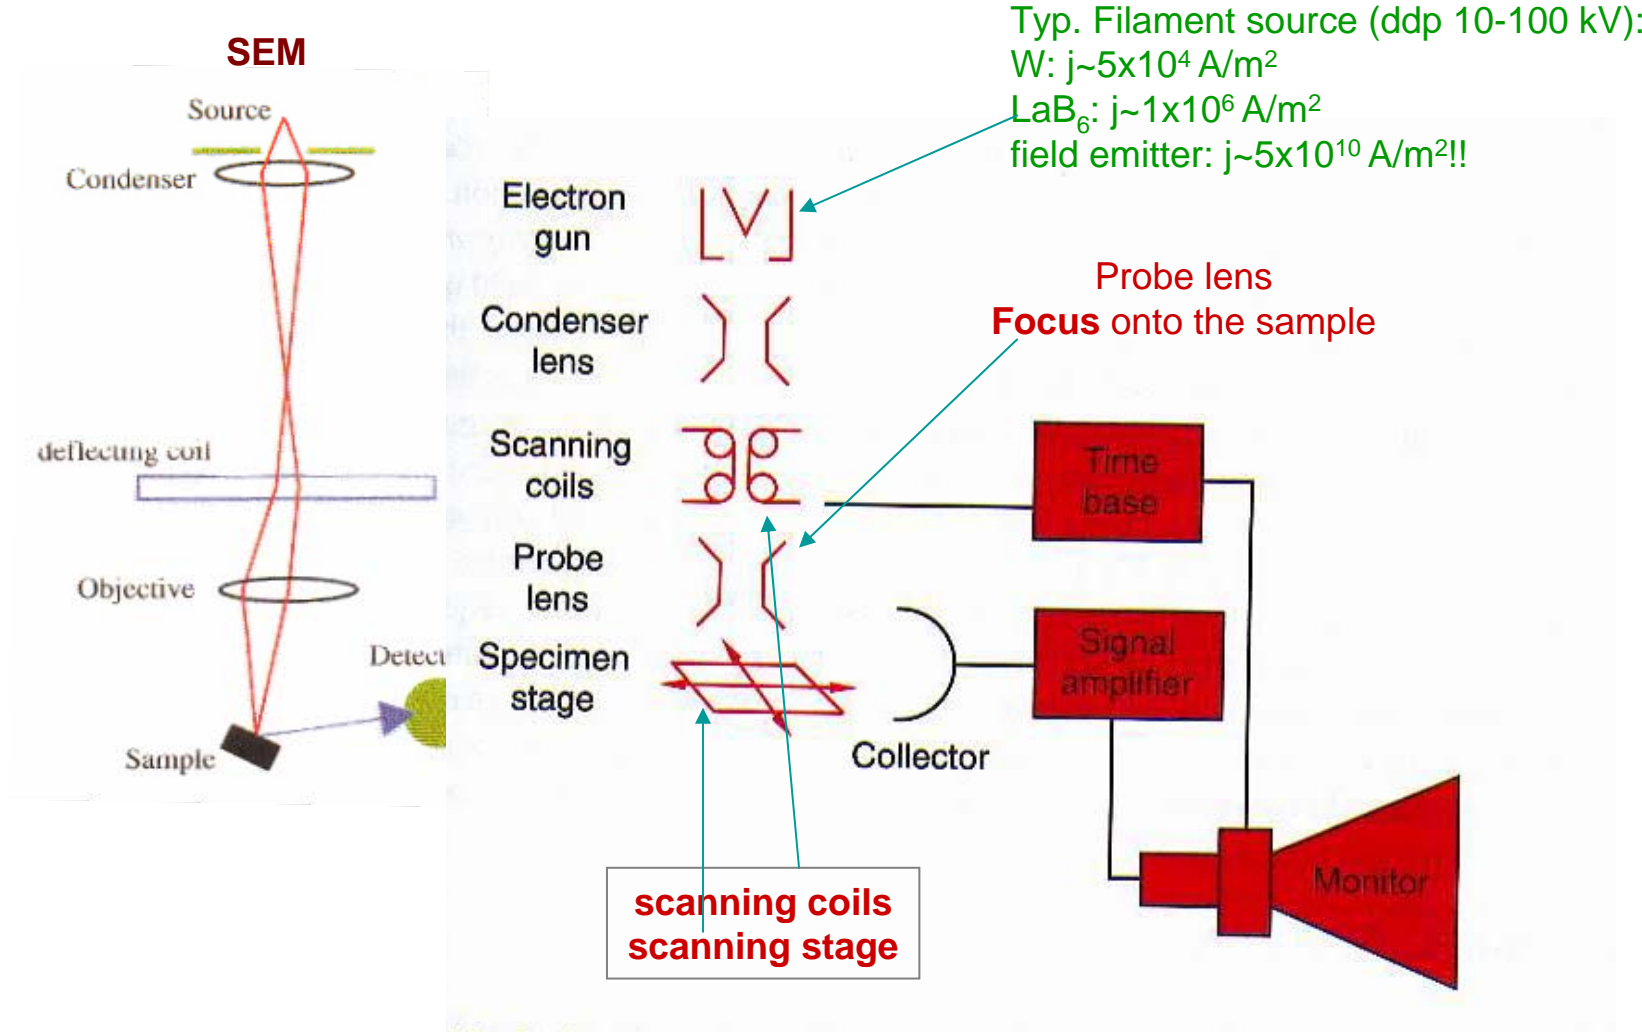 SEM
Source
Condenser
deflecting coil
Objective
Sample
Typ. Filament source (ddp 10-100 kV):
W: j~5x10⁴ A/m²
LaB₆: j~1x10⁶ A/m²
field emitter: j~5x10¹⁰ A/m²!!
Electron
gun
Condenser
lens
Scanning
coils
Probe
lens
Detect
Specimen
stage
Probe lens
Focus onto the sample
Time
base
Signal
amplifier
Collector
Monitor
scanning coils
scanning stage